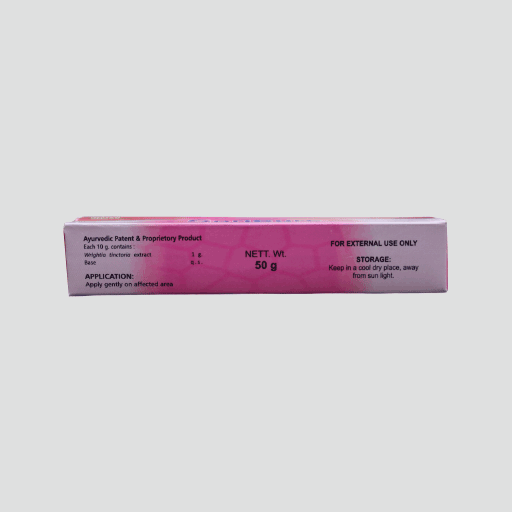 Ayurvedic Patent & Proprietary Product
Each 10 g. contains :
Wrightia tinctoria extract 1 g
Base q.s.
APPLICATION:
Apply gently on affected area
NETT. Wt.
50 g
FOR EXTERNAL USE ONLY
STORAGE:
Keep in a cool dry place, away
from sun light.